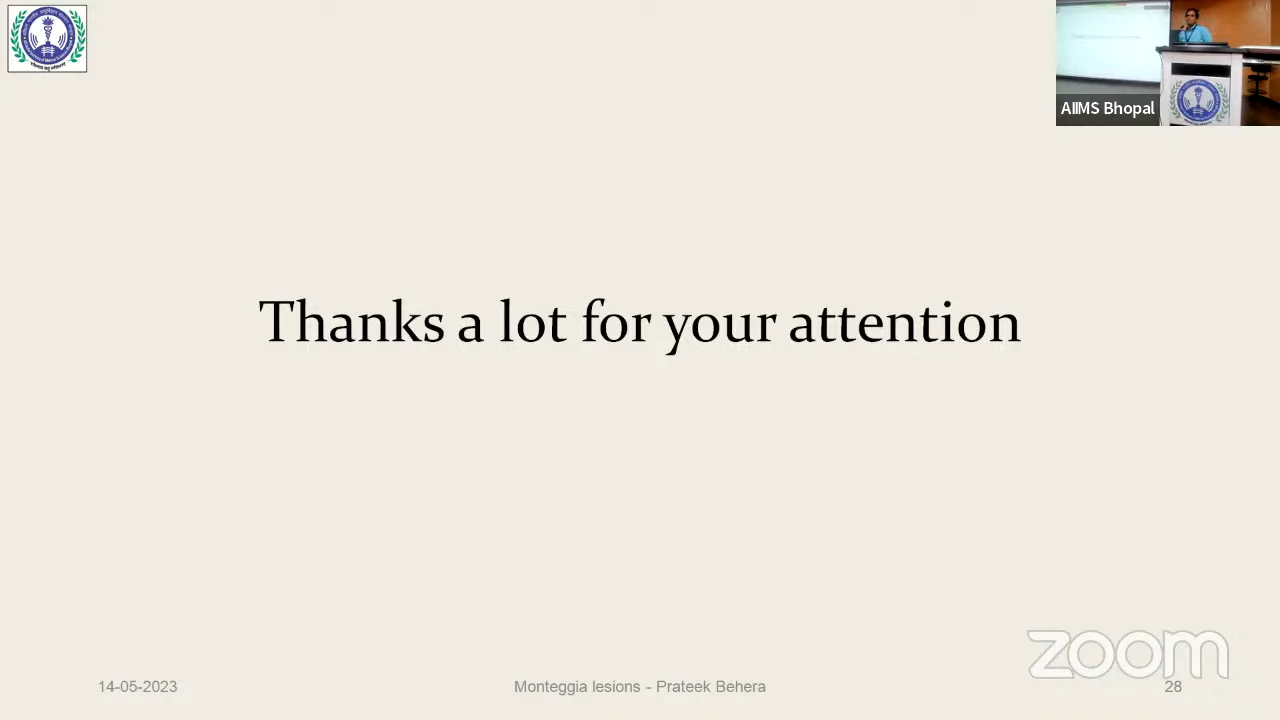 AIIMS Bhopal
Thanks a lot for your attention
zoom
14-05-2023
Monteggia lesions - Prateek Behera
28